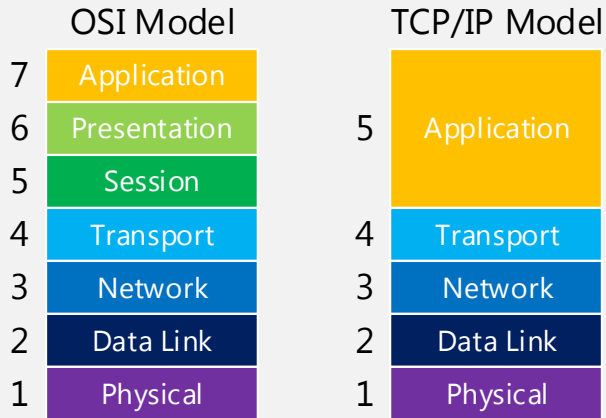 OSI Model
7 Application
6 Presentation
5 Session
4 Transport
3 Network
2 Data Link
1 Physical
TCP/IP Model
5 Application
4 Transport
3 Network
2 Data Link
1 Physical